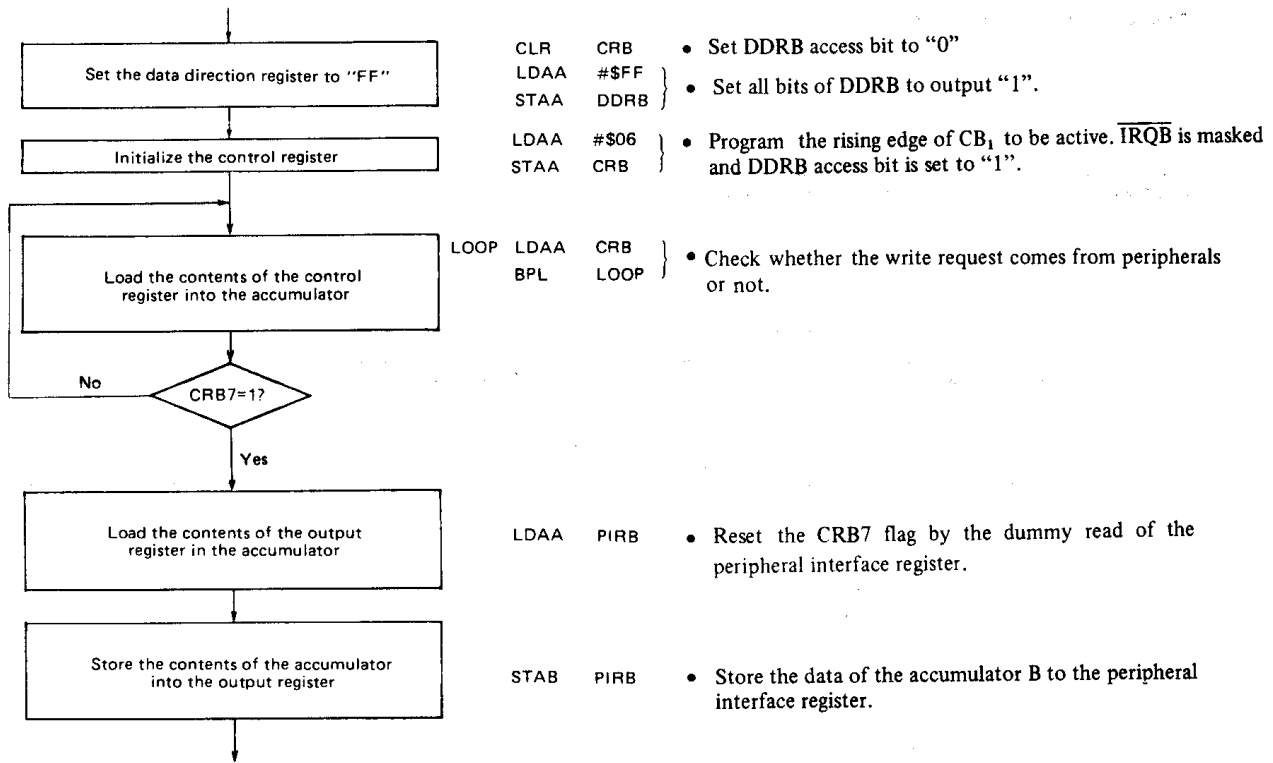 Set the data direction register to "FF"
CLR CRB • Set DDRB access bit to “0”
LDAA #$FF
STAA DDRB
• Set all bits of DDRB to output “1”.
Initialize the control register
LDAA #$06
STAA CRB
• Program the rising edge of CB₁ to be active. I̅R̅Q̅B̅ is masked
and DDRB access bit is set to “1”.
Load the contents of the control
register into the accumulator
LOOP LDAA CRB
BPL LOOP
• Check whether the write request comes from peripherals
or not.
No
CRB7=1?
Yes
Load the contents of the output
register in the accumulator
LDAA PIRB
• Reset the CRB7 flag by the dummy read of the
peripheral interface register.
Store the contents of the accumulator
into the output register
STAB PIRB
• Store the data of the accumulator B to the peripheral
interface register.